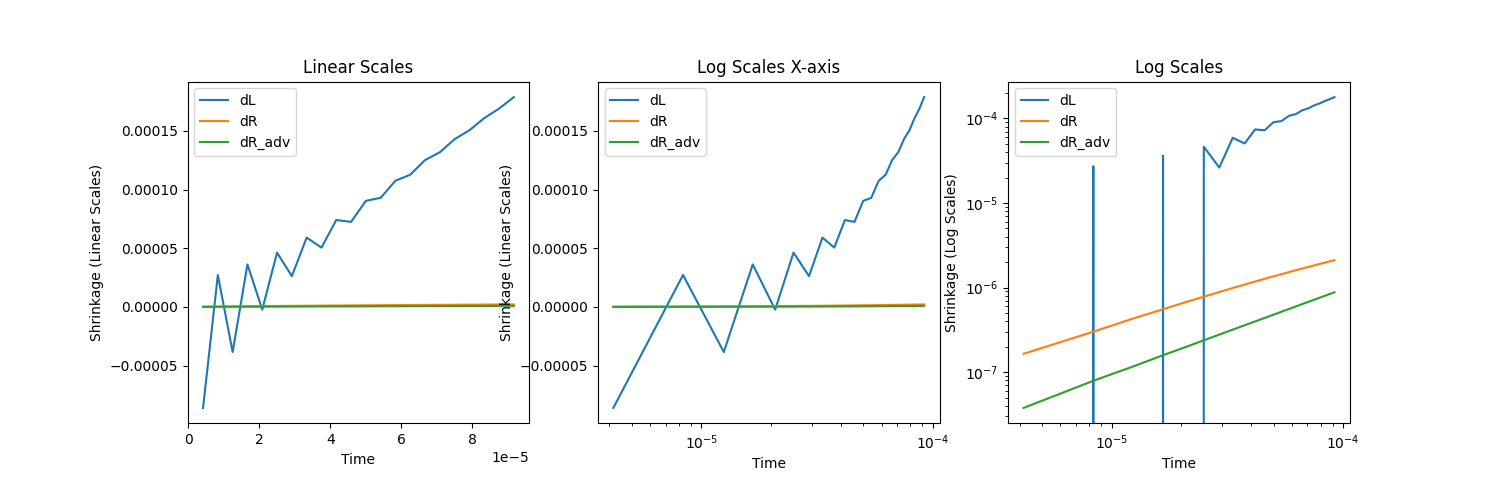 Linear Scales
dL
dR
dR_adv
0.00015
0.00010
0.00005
0.00000
−0.00005
Shrinkage (Linear Scales)
0
2
4
6
8
1e−5
Time
Log Scales X-axis
dL
dR
dR_adv
0.00015
0.00010
0.00005
0.00000
−0.00005
Shrinkage (Linear Scales)
10⁻⁵
10⁻⁴
Time
Log Scales
dL
dR
dR_adv
10⁻⁴
10⁻⁵
10⁻⁶
10⁻⁷
Shrinkage (Log Scales)
10⁻⁵
10⁻⁴
Time